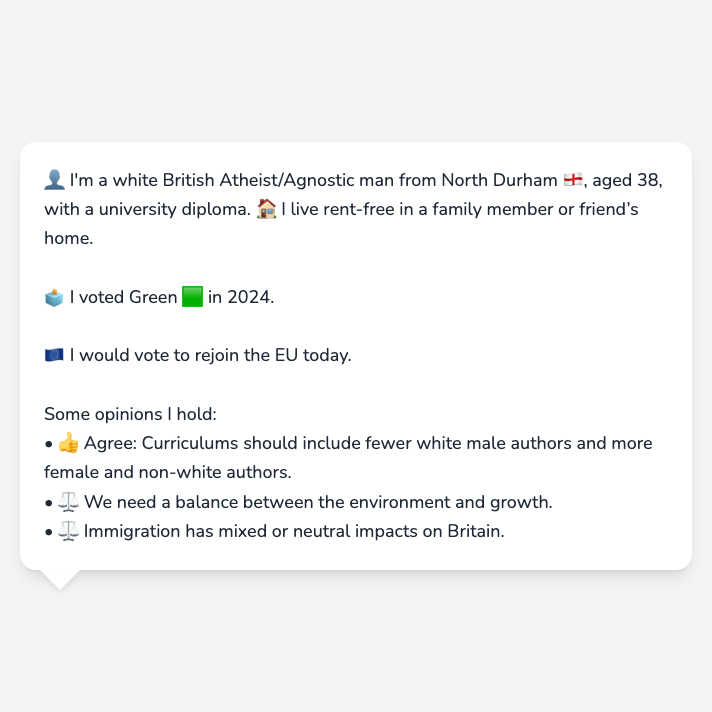 👤 I'm a white British Atheist/Agnostic man from North Durham 🏴󠁧󠁢󠁥󠁮󠁧󠁿, aged 38,
with a university diploma. 🏠 I live rent-free in a family member or friend’s
home.
🗳️ I voted Green 🟩 in 2024.
🇪🇺 I would vote to rejoin the EU today.
Some opinions I hold:
• 👍 Agree: Curriculums should include fewer white male authors and more
female and non-white authors.
• ⚖️ We need a balance between the environment and growth.
• ⚖️ Immigration has mixed or neutral impacts on Britain.